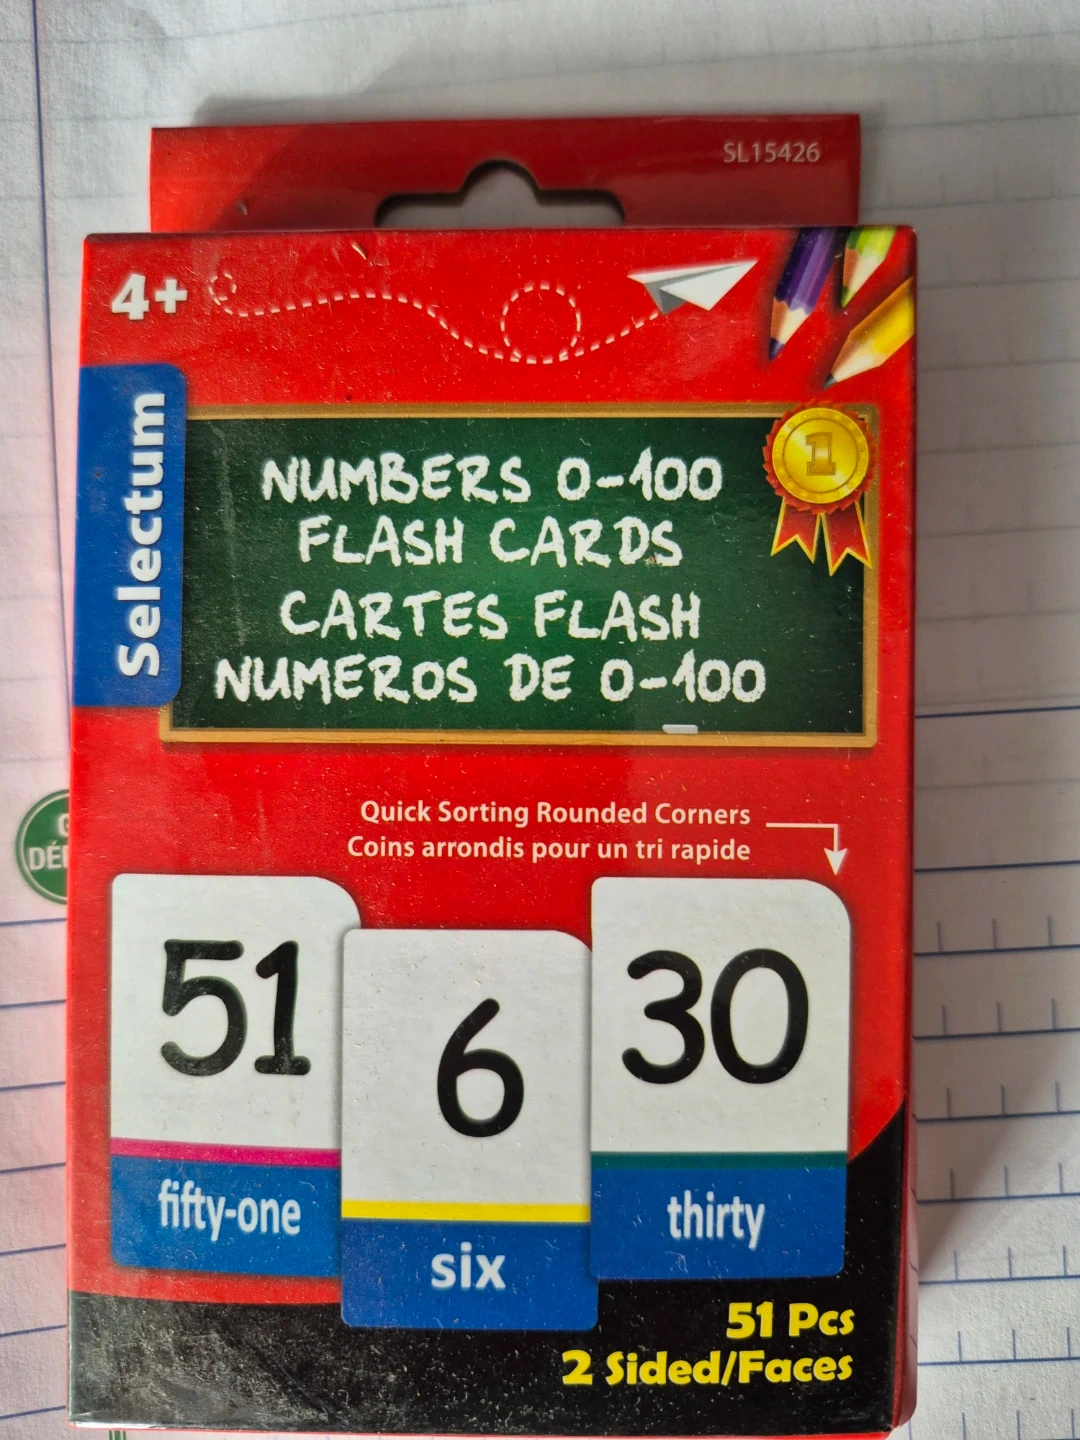 SL15426
4+
Selectum
1
NUMBERS 0-100
FLASH CARDS
CARTES FLASH
NUMEROS DE 0-100
Quick Sorting Rounded Corners
Coins arrondis pour un tri rapide
51
fifty-one
6
six
30
thirty
51 Pcs
2 Sided/Faces